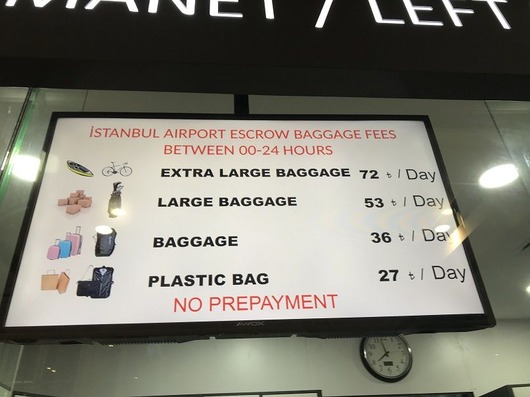 MANET / LEFT
İSTANBUL AIRPORT ESCROW BAGGAGE FEES
BETWEEN 00-24 HOURS
EXTRA LARGE BAGGAGE 72 ₺ / Day
LARGE BAGGAGE 53 ₺ / Day
BAGGAGE 36 ₺ / Day
PLASTIC BAG 27 ₺ / Day
NO PREPAYMENT
AWOX